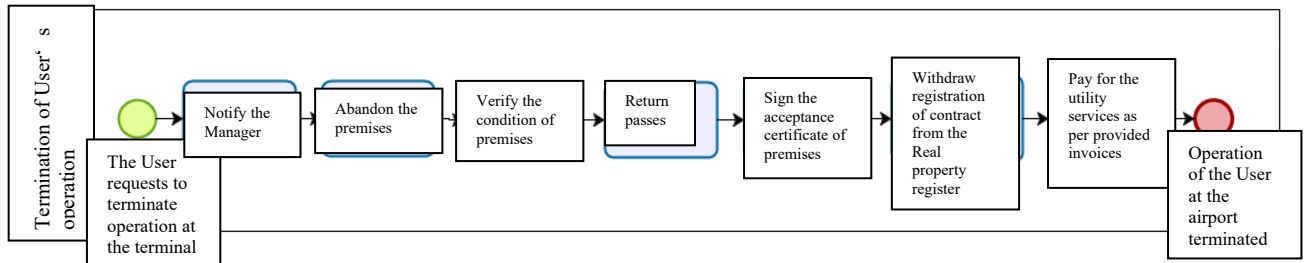 Termination of User‘ s
operation
The User
requests to
terminate
operation at
the terminal
Notify the
Manager
Abandon the
premises
Verify the
condition of
premises
Return
passes
Sign the
acceptance
certificate of
premises
Withdraw
registration
of contract
from the
Real
property
register
Pay for the
utility
services as
per provided
invoices
Operation
of the User
at the
airport
terminated